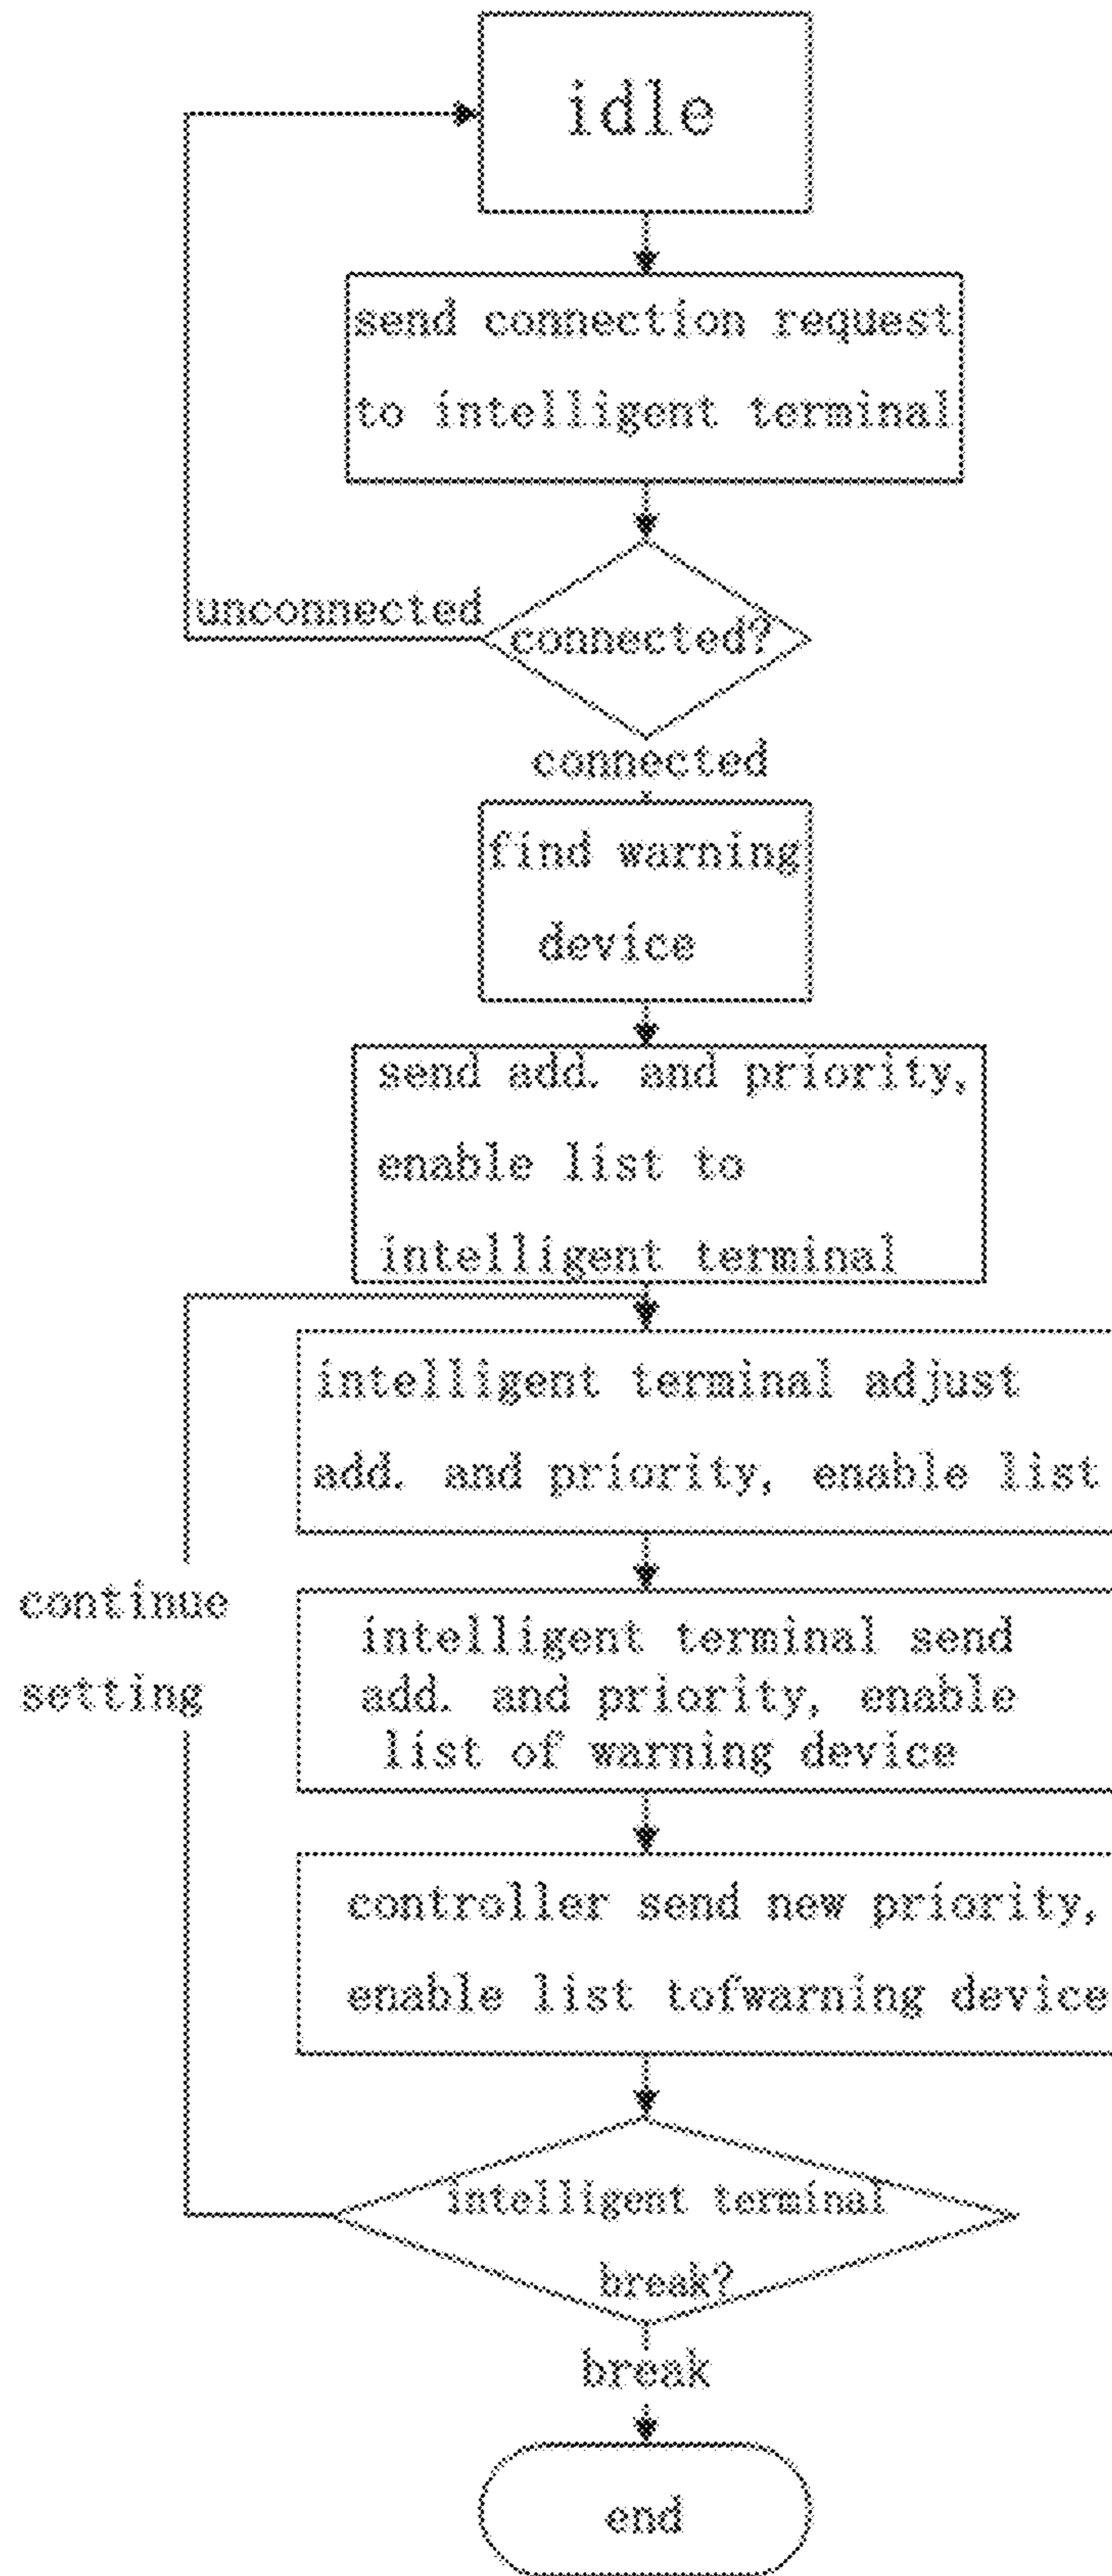 idle
send connection request
to intelligent terminal
unconnected
connected?
connected
find warning
device
send add. and priority,
enable list to
intelligent terminal
intelligent terminal adjust
add. and priority, enable list
continue
setting
intelligent terminal send
add. and priority, enable
list of warning device
controller send new priority,
enable list tofwarning device
intelligent terminal
break?
break
end